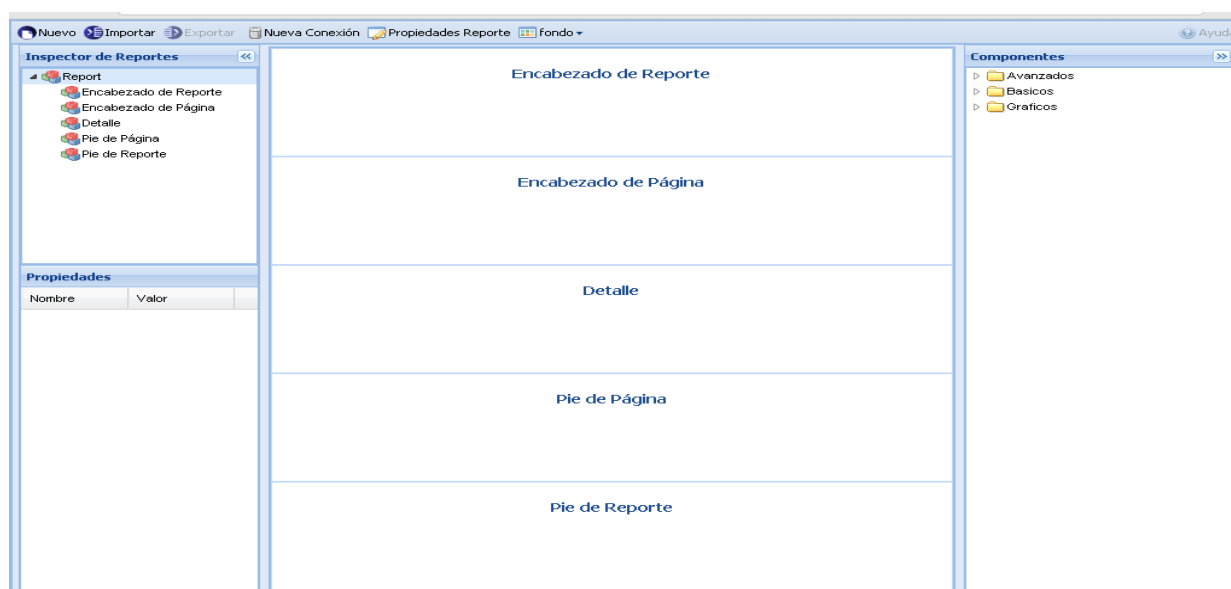 Nuevo Importar Exportar Nueva Conexión Propiedades Reporte fondo Ayuda
Inspector de Reportes
Report
Encabezado de Reporte
Encabezado de Página
Detalle
Pie de Página
Pie de Reporte
Propiedades
Nombre Valor
Encabezado de Reporte
Encabezado de Página
Detalle
Pie de Página
Pie de Reporte
Componentes
Avanzados
Basicos
Graficos